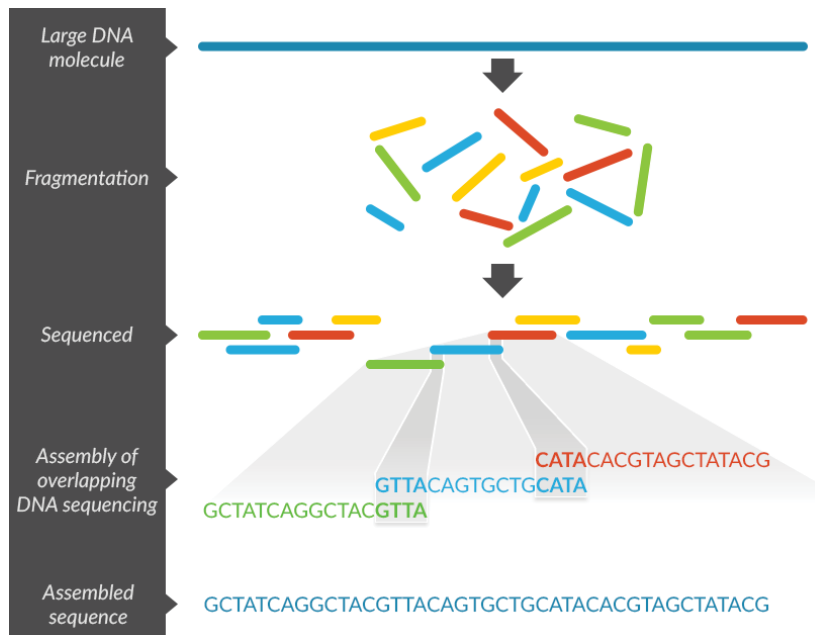 Large DNA
molecule
Fragmentation
Sequenced
Assembly of
overlapping
DNA sequencing
CATACACGTAGCTATACG
GTTACAGTGCTGCATA
GCTATCAGGCTACGTTA
Assembled
sequence
GCTATCAGGCTACGTTACAGTGCTGCATACACGTAGCTATACG